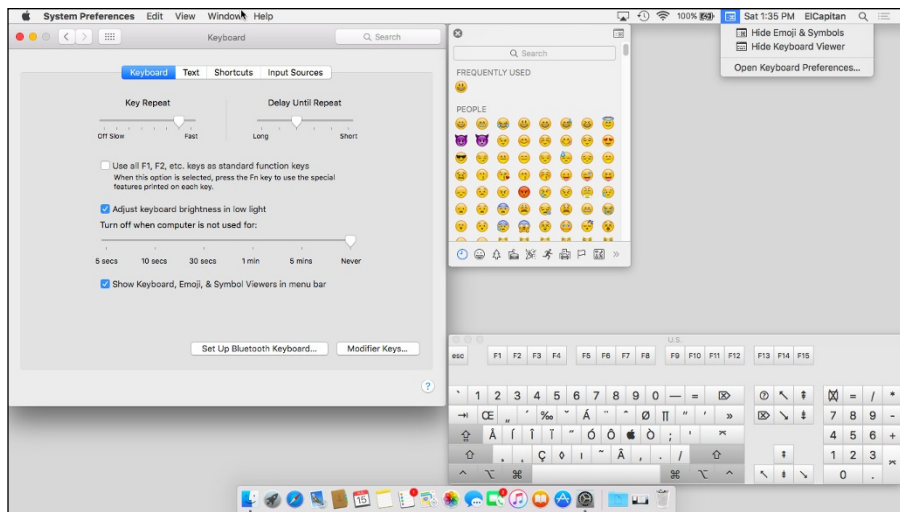 System Preferences Edit View Window Help 100% Sat 1:35 PM ElCapitan
Keyboard
Search
Hide Emoji & Symbols
Hide Keyboard Viewer
Open Keyboard Preferences...
Keyboard Text Shortcuts Input Sources
Key Repeat Delay Until Repeat
Off Slow Fast Long Short
Use all F1, F2, etc. keys as standard function keys
When this option is selected, press the Fn key to use the special
features printed on each key.
Adjust keyboard brightness in low light
Turn off when computer is not used for:
5 secs 10 secs 30 secs 1 min 5 mins Never
Show Keyboard, Emoji, & Symbol Viewers in menu bar
Set Up Bluetooth Keyboard... Modifier Keys...
?
Search
FREQUENTLY USED
PEOPLE
U.S.
esc F1 F2 F3 F4 F5 F6 F7 F8 F9 F10 F11 F12 F13 F14 F15
` 1 2 3 4 5 6 7 8 9 0 — = = / *
Œ „ ´ ‰ ˇ Á ¨ ˆ Ø ∏ ” ’ » 7 8 9 -
Å Í Î Ï ˝ Ó Ô Ò ; ' 4 5 6 +
¸ ˛ Ç ◊ ı ˜ Â , . / 1 2 3
^ ⌥ ⌘ ⌘ ⌥ ^ 0 .
15